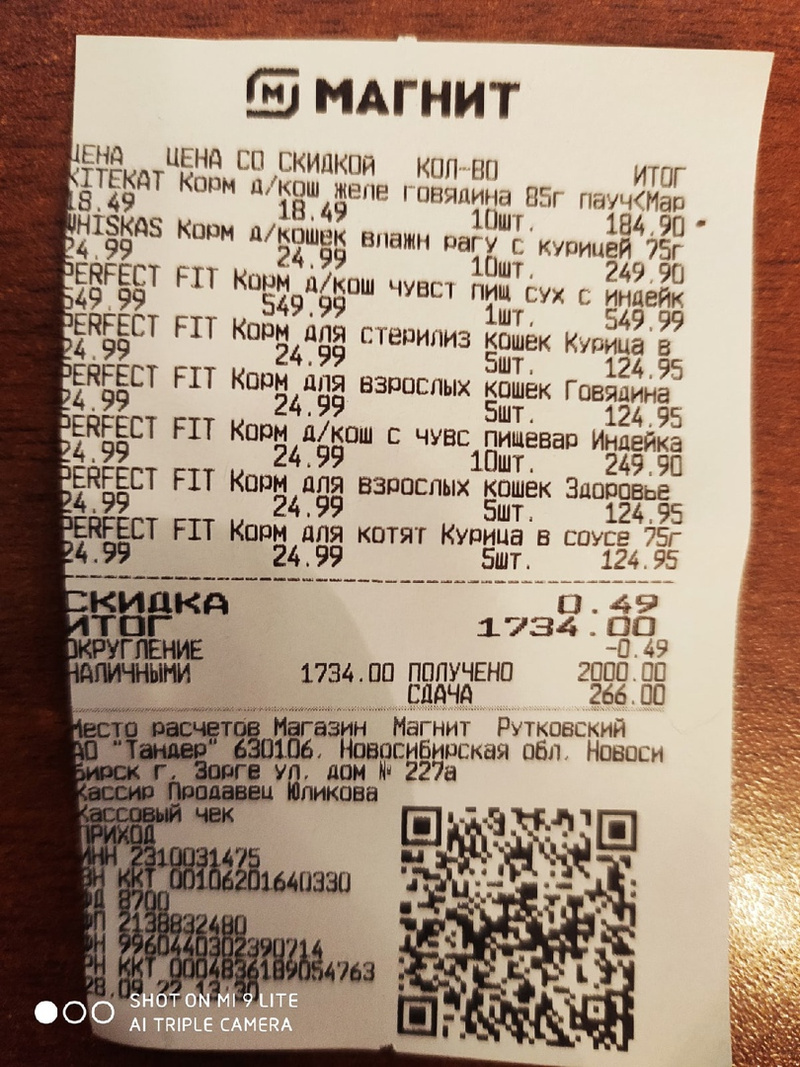 МАГНИТ
ЦЕНА ЦЕНА СО СКИДКОЙ КОЛ-ВО ИТОГ
KITEKAT Корм д/кош желе говядина 85г пауч<Мар
18.49 18.49 10шт. 184.90
WHISKAS Корм д/кошек влажн рагу с курицей 75г
24.99 24.99 10шт. 249.90
PERFECT FIT Корм д/кош чувст пищ сух с индейк
549.99 549.99 1шт. 549.99
PERFECT FIT Корм для стерилиз кошек Курица в
24.99 24.99 5шт. 124.95
PERFECT FIT Корм для взрослых кошек Говядина
24.99 24.99 5шт. 124.95
PERFECT FIT Корм д/кош с чувс пищевар Индейка
24.99 24.99 10шт. 249.90
PERFECT FIT Корм для взрослых кошек Здоровье
24.99 24.99 5шт. 124.95
PERFECT FIT Корм для котят Курица в соусе 75г
24.99 24.99 5шт. 124.95
СКИДКА 0.49
ИТОГ 1734.00
ОКРУГЛЕНИЕ -0.49
НАЛИЧНЫМИ 1734.00 ПОЛУЧЕНО 2000.00
СДАЧА 266.00
Место расчетов Магазин Магнит Рутковский
АО "Тандер" 630106, Новосибирская обл, Новоси
бирск г, Зорге ул, дом № 227а
Кассир Продавец Юликова
Кассовый чек
ПРИХОД
ИНН 2310031475
ЗН ККТ 00106201640330
ФД 8700
ФП 2138832480
ФН 9960440302390714
РН ККТ 0004836189054763
28.09.22 13:30
SHOT ON MI 9 LITE
AI TRIPLE CAMERA